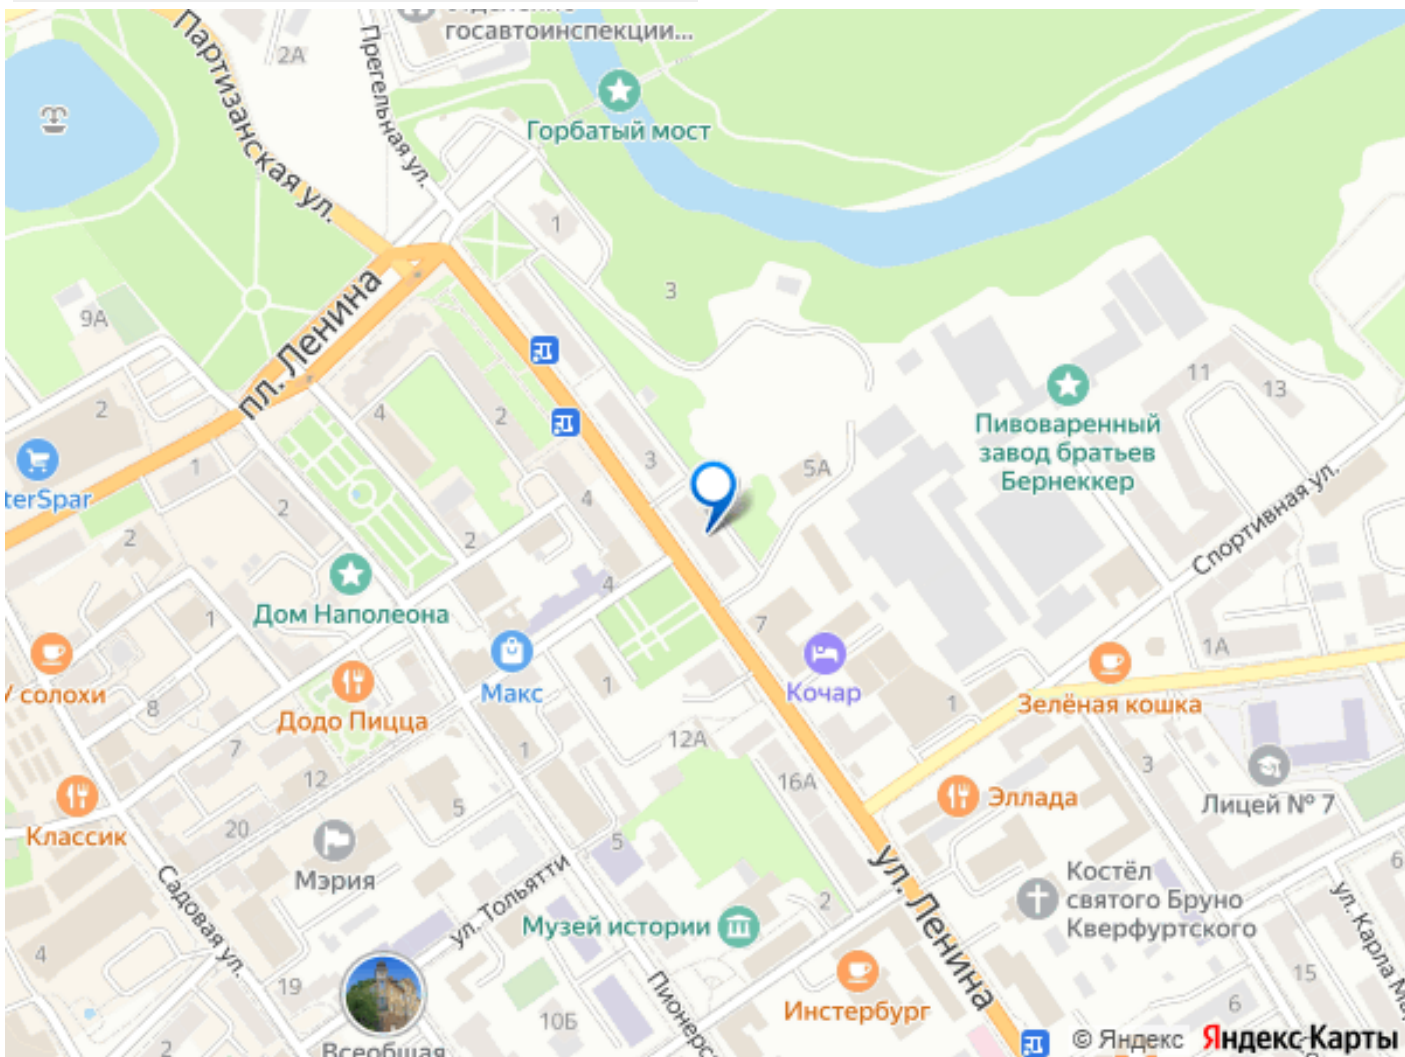 госавтоинспекции...
2А
Партизанская ул.
Прегельная ул.
Горбатый мост
1
3
9А
пл. Ленина
2
4
2
3
5А
11
13
Пивоваренный
завод братьев
Бернеккер
Спортивная ул.
terSpar
1
2
2
4
2
4
Дом Наполеона
1
7
1А
Кочар
Зелёная кошка
У солохи
8
Додо Пицца
Макс
1
12А
1
7
12
1
16А
3
Эллада
Лицей № 7
Классик
20
5
5
Мэрия
Садовая ул.
ул. Тольятти
2
ул. Ленина
Костёл
святого Бруно
Кверфуртского
6
ул. Карла Ма
Музей истории
4
19
15
6
Инстербург
Пионерс
10Б
2
Всеобщая
© Яндекс Яндекс Карты